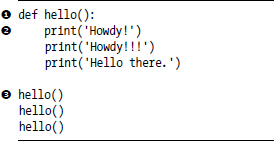 ❶ def hello():
❷     print('Howdy!')
      print('Howdy!!!')
      print('Hello there.')

❸ hello()
  hello()
  hello()